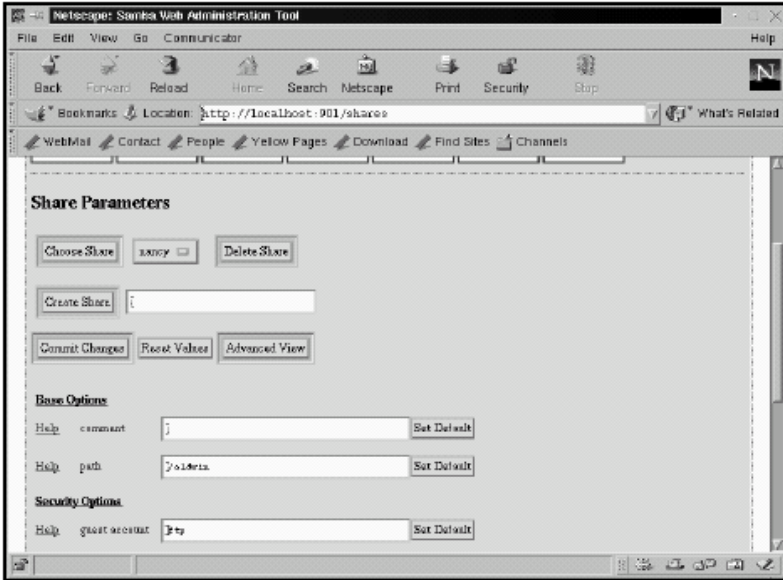 Netscape: Samba Web Administration Tool
File Edit View Go Communicator Help
Back Forward Reload Home Search Netscape Print Security Stop
N
Bookmarks Location: http://localhost:901/shares What's Related
WebMail Contact People Yellow Pages Download Find Sites Channels
Share Parameters
Choose Share nancy Delete Share
Create Share
Commit Changes Reset Values Advanced View
Base Options
Help comment Set Default
Help path Set Default
Security Options
Help guest account ftp Set Default